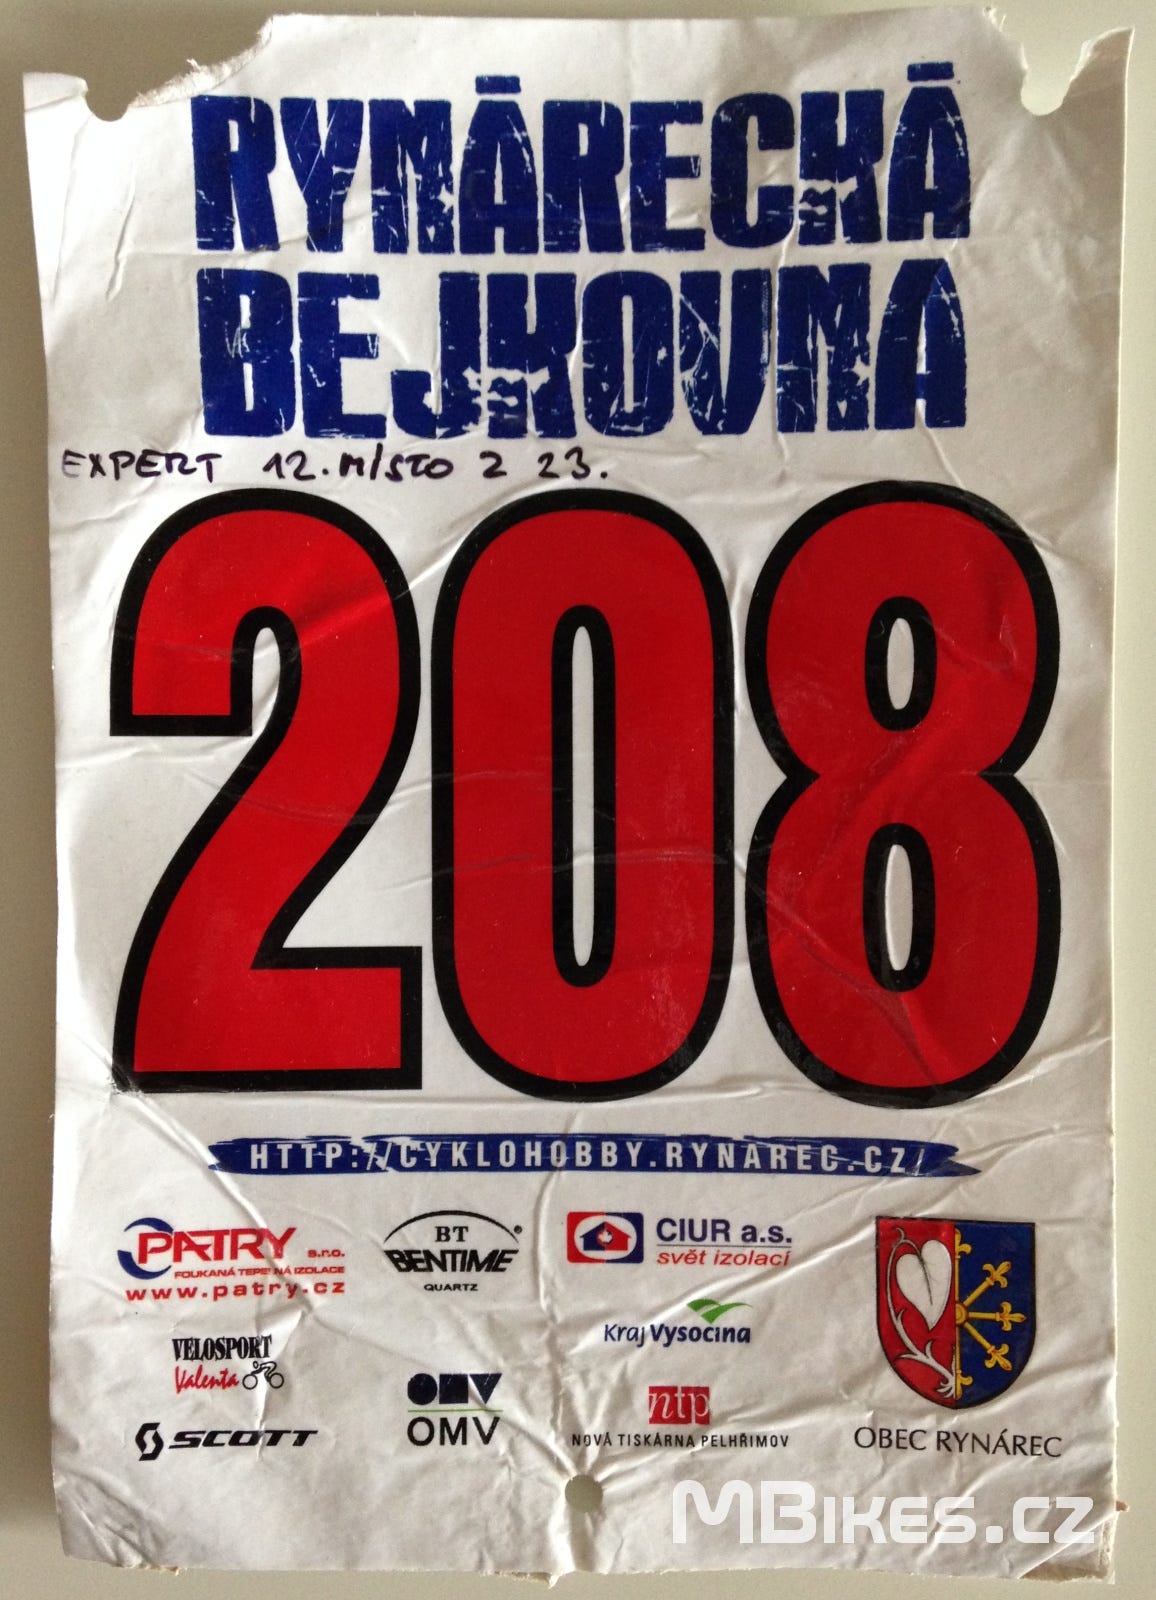 RYNÁRECKÁ
BEJKOVNA
EXPERT 12. MÍSTO Z 23.
208
HTTP://CYKLOHOBBY.RYNAREC.CZ/
PATRY s.r.o.
FOUKANÁ TEPELNÁ IZOLACE
www.patry.cz
BT
BENTIME®
QUARTZ
CIUR a.s.
svět izolací
Kraj Vysočina
VELOSPORT
Valenta
SCOTT
OMV
OMV
ntp
NOVÁ TISKÁRNA PELHŘIMOV
OBEC RYNÁREC
MBikes.cz